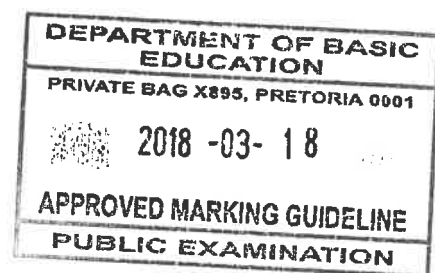 DEPARTMENT OF BASIC
EDUCATION
PRIVATE BAG X895, PRETORIA 0001
2018 -03- 18
APPROVED MARKING GUIDELINE
PUBLIC EXAMINATION